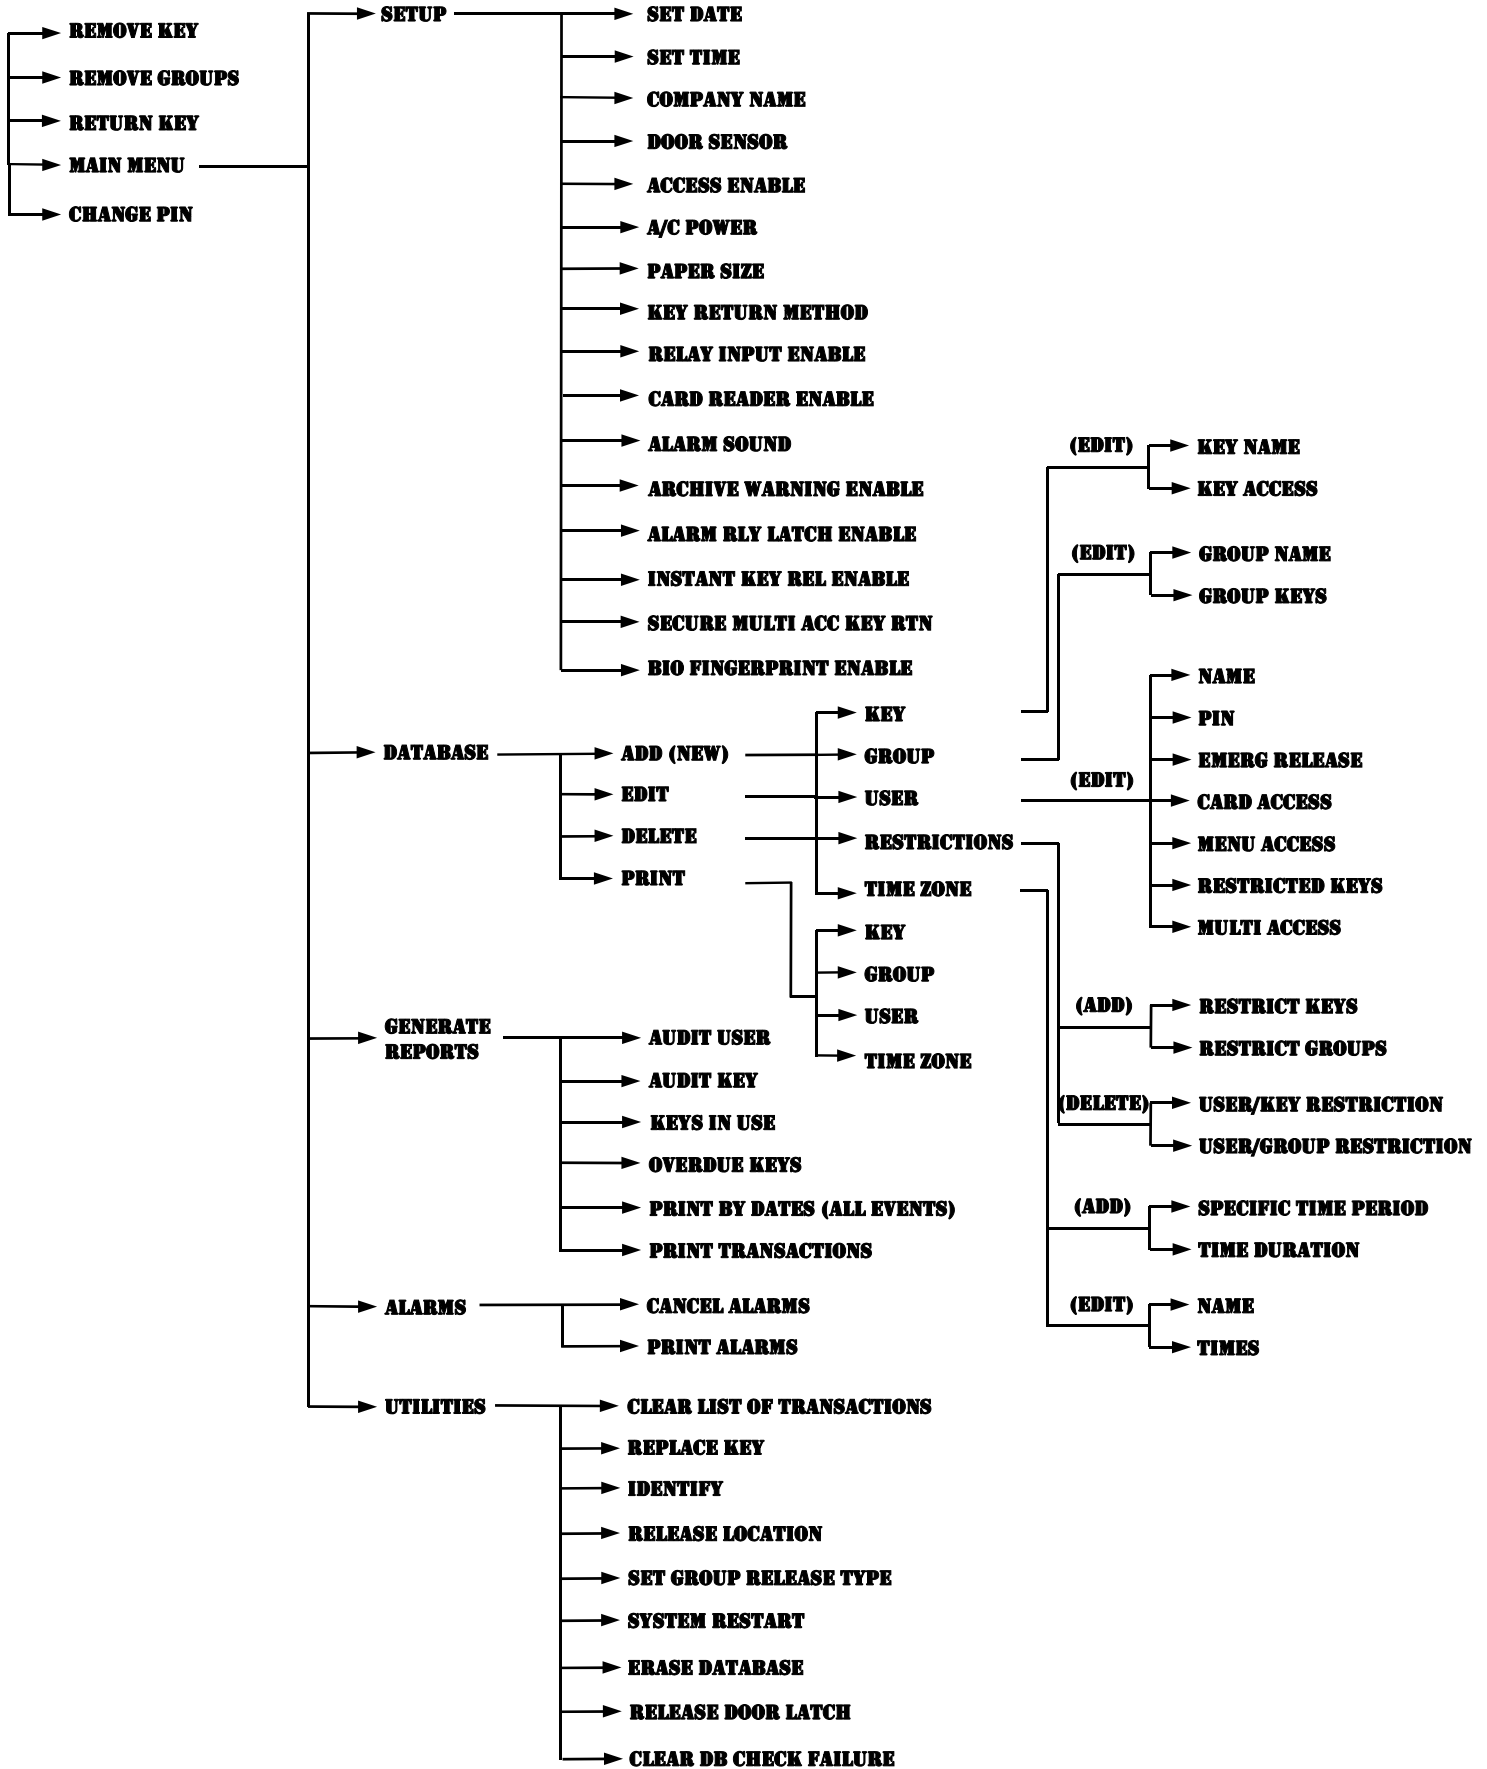 REMOVE KEY
REMOVE GROUPS
RETURN KEY
MAIN MENU
CHANGE PIN
SETUP
SET DATE
SET TIME
COMPANY NAME
DOOR SENSOR
ACCESS ENABLE
A/C POWER
PAPER SIZE
KEY RETURN METHOD
RELAY INPUT ENABLE
CARD READER ENABLE
ALARM SOUND
ARCHIVE WARNING ENABLE
ALARM RLY LATCH ENABLE
INSTANT KEY REL ENABLE
SECURE MULTI ACC KEY RTN
BIO FINGERPRINT ENABLE
DATABASE
ADD (NEW)
EDIT
DELETE
PRINT
KEY
GROUP
USER
RESTRICTIONS
TIME ZONE
KEY
GROUP
USER
TIME ZONE
(EDIT)
KEY NAME
KEY ACCESS
(EDIT)
GROUP NAME
GROUP KEYS
(EDIT)
NAME
PIN
EMERG RELEASE
CARD ACCESS
MENU ACCESS
RESTRICTED KEYS
MULTI ACCESS
(ADD)
RESTRICT KEYS
RESTRICT GROUPS
(DELETE)
USER/KEY RESTRICTION
USER/GROUP RESTRICTION
(ADD)
SPECIFIC TIME PERIOD
TIME DURATION
(EDIT)
NAME
TIMES
GENERATE
REPORTS
AUDIT USER
AUDIT KEY
KEYS IN USE
OVERDUE KEYS
PRINT BY DATES (ALL EVENTS)
PRINT TRANSACTIONS
ALARMS
CANCEL ALARMS
PRINT ALARMS
UTILITIES
CLEAR LIST OF TRANSACTIONS
REPLACE KEY
IDENTIFY
RELEASE LOCATION
SET GROUP RELEASE TYPE
SYSTEM RESTART
ERASE DATABASE
RELEASE DOOR LATCH
CLEAR DB CHECK FAILURE